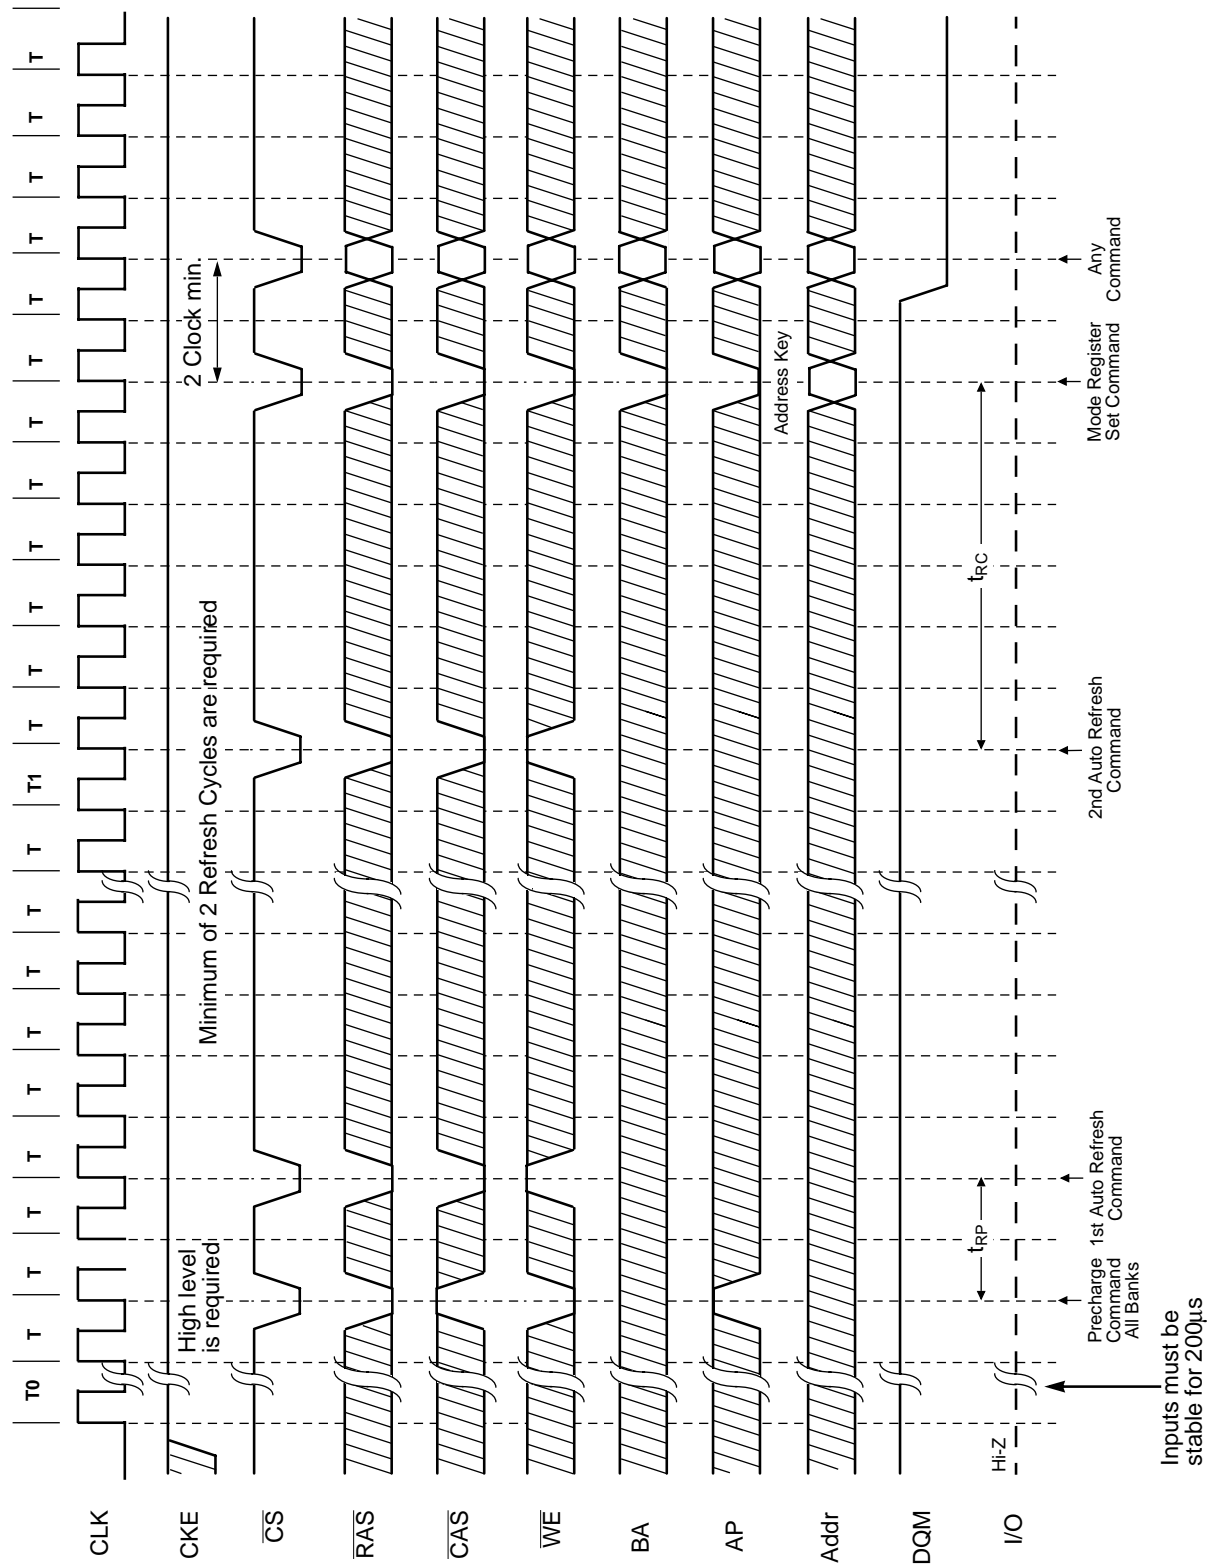 T0 T T T T T T T T T1 T T T T T T T T T T T T
CLK
CKE
High level
is required
Minimum of 2 Refresh Cycles are required
2 Clock min.
CS
RAS
CAS
WE
BA
AP
Address Key
Addr
DQM
tRP
tRC
I/O
Hi-Z
Precharge
Command
All Banks
1st Auto Refresh
Command
2nd Auto Refresh
Command
Mode Register
Set Command
Any
Command
Inputs must be
stable for 200µs